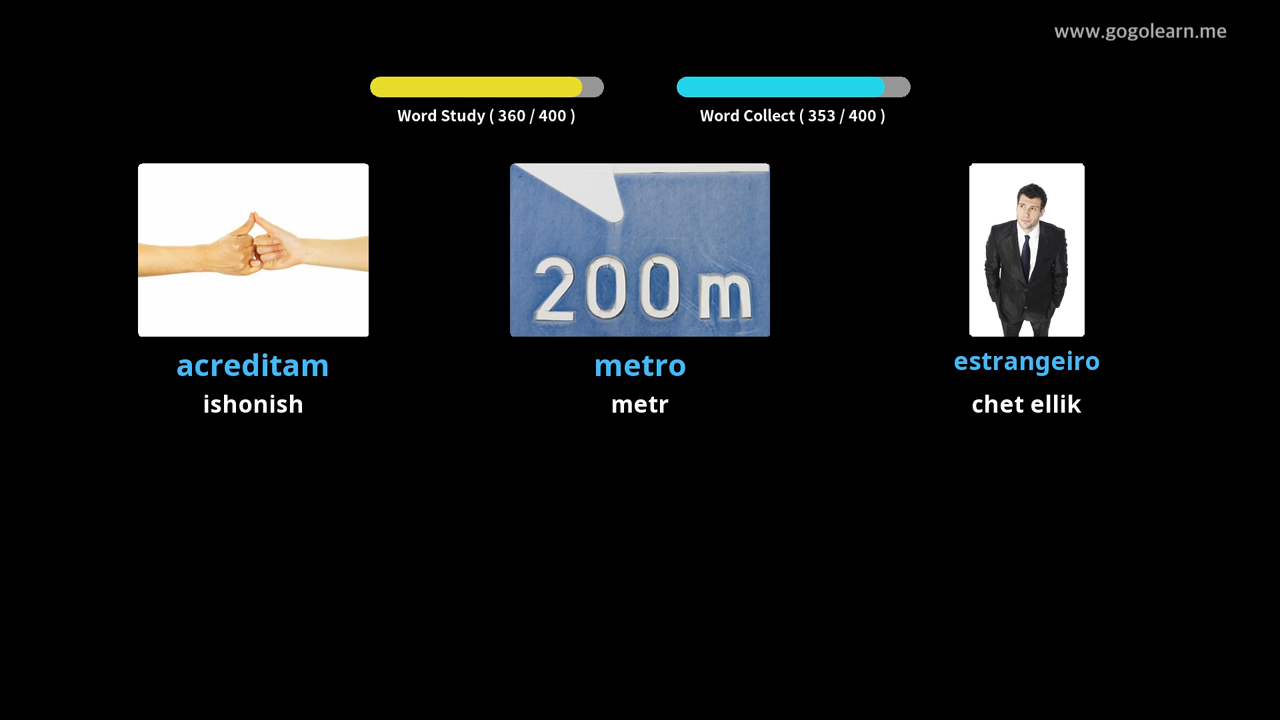 www.gogolearn.me
Word Study ( 360 / 400 )
Word Collect ( 353 / 400 )
200 m
acreditam
metro
estrangeiro
ishonish
metr
chet ellik